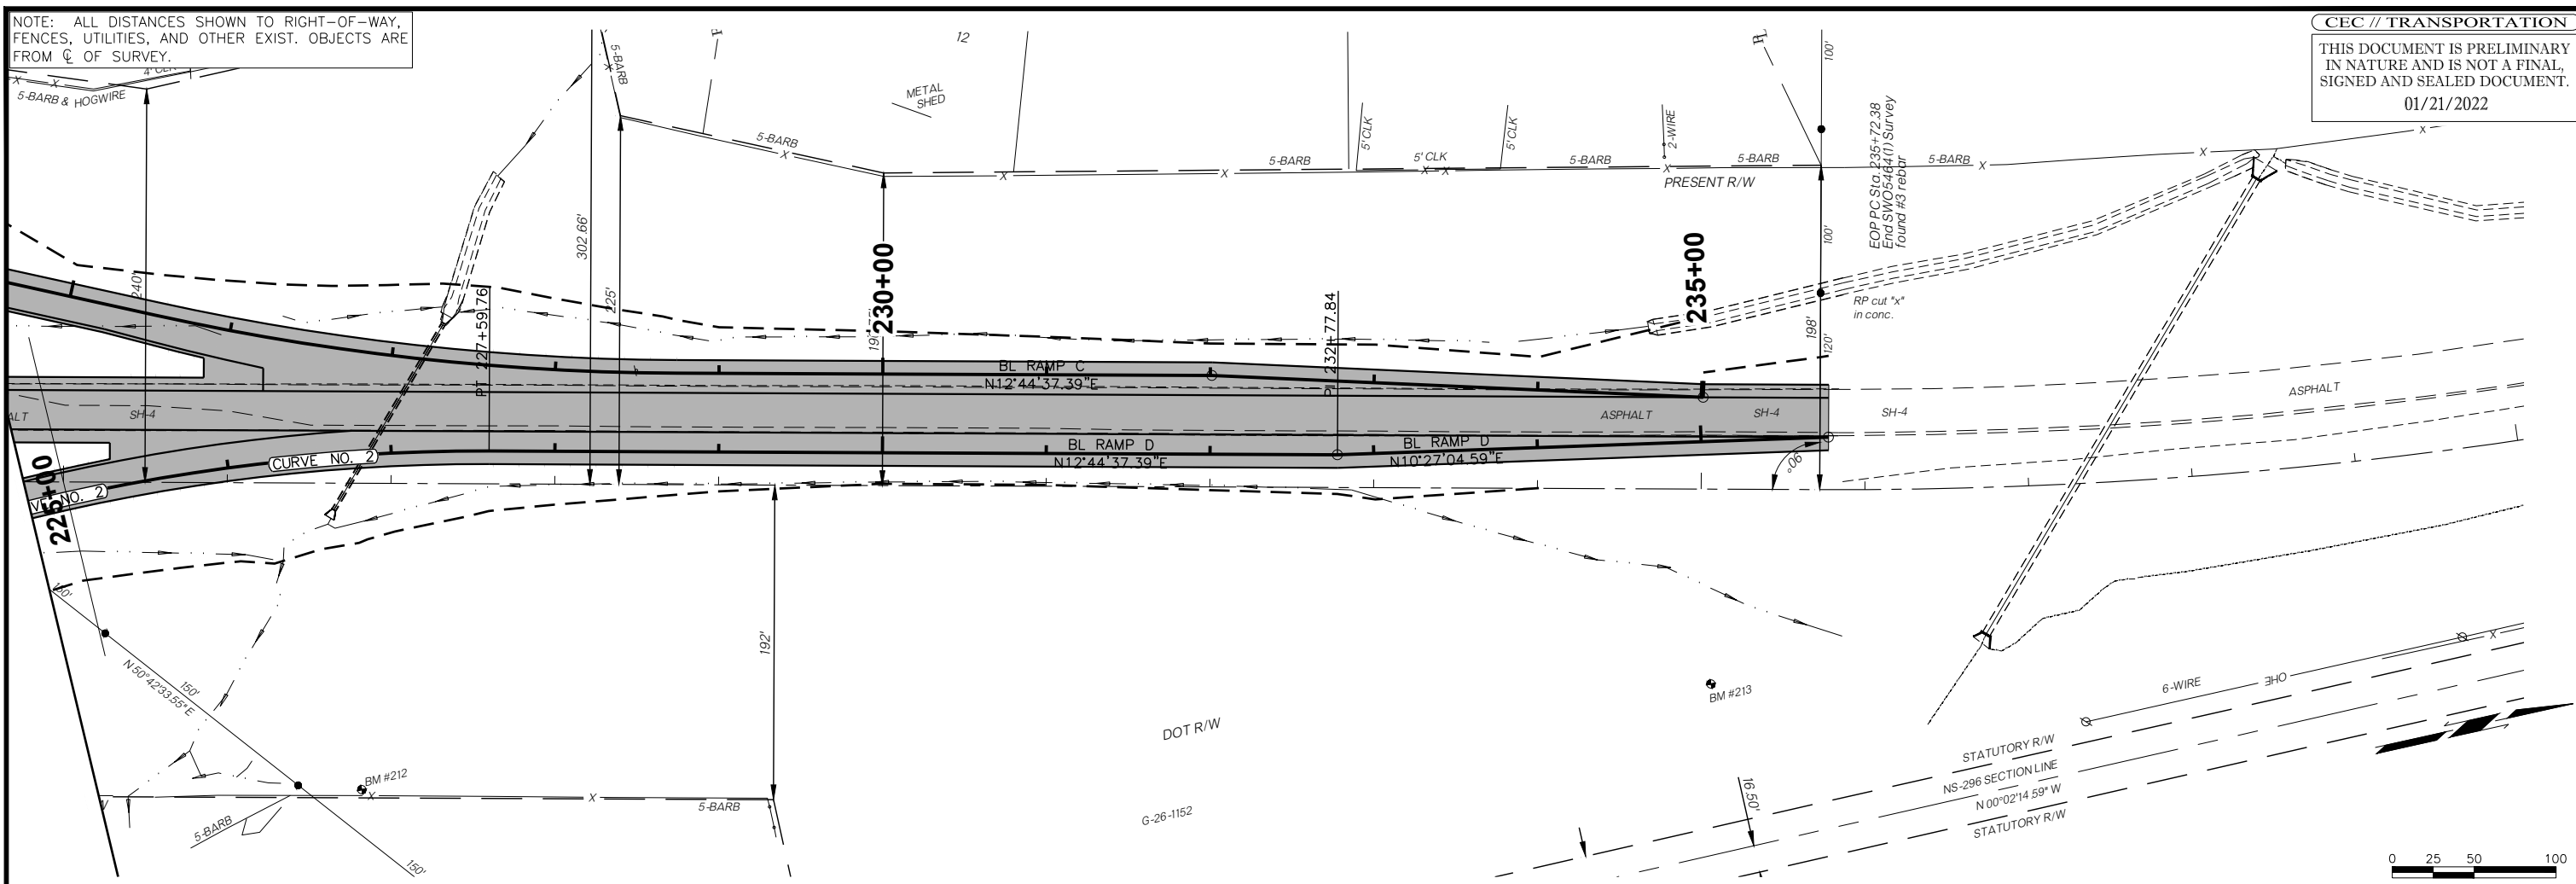 NOTE: ALL DISTANCES SHOWN TO RIGHT-OF-WAY,
FENCES, UTILITIES, AND OTHER EXIST. OBJECTS ARE
FROM ℄ OF SURVEY.
CEC // TRANSPORTATION
THIS DOCUMENT IS PRELIMINARY
IN NATURE AND IS NOT A FINAL,
SIGNED AND SEALED DOCUMENT.
01/21/2022
5-BARB & HOGWIRE
5-BARB
12
METAL
SHED
5-BARB
5-BARB
5' CLK
5' CLK
5' CLK
5-BARB
2-WIRE
5-BARB
5-BARB
PRESENT R/W
100'
100'
EOP PC Sta. 235+72.38
End SWO5464(1) Survey
found #3 rebar
RP cut "x"
in conc.
240'
302.66'
225'
198'
120'
PT 227+59.76
230+00
232+77.84
235+00
BL RAMP C
N12°44'37.39"E
SH-4
ASPHALT
SH-4
SH-4
ASPHALT
CURVE NO. 2
NO. 2
225+00
BL RAMP D
N12°44'37.39"E
BL RAMP D
N10°27'04.59"E
90°
192'
N 50°42'33.55" E
150'
150'
BM #212
5-BARB
5-BARB
DOT R/W
G-26-1152
BM #213
6-WIRE
OHE
STATUTORY R/W
NS-296 SECTION LINE
N 00°02'14.59" W
STATUTORY R/W
16.50'
0 25 50 100